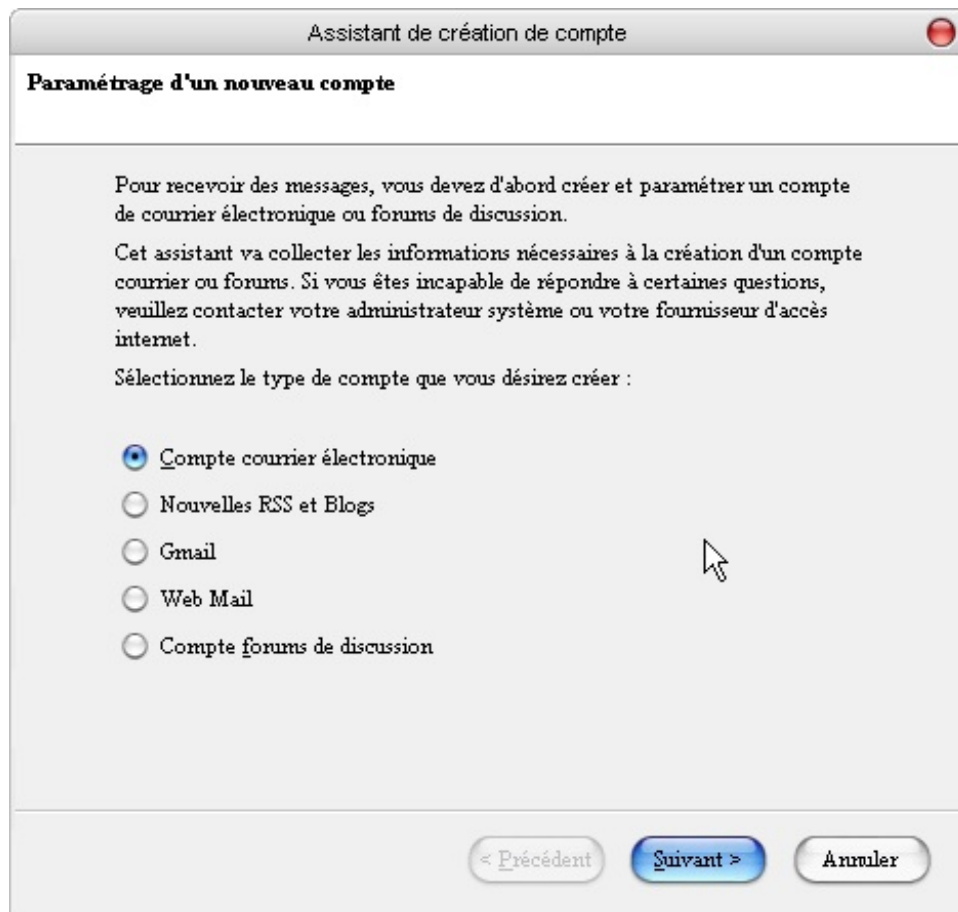 Assistant de création de compte
Paramétrage d'un nouveau compte
Pour recevoir des messages, vous devez d'abord créer et paramétrer un compte
de courrier électronique ou forums de discussion.
Cet assistant va collecter les informations nécessaires à la création d'un compte
courrier ou forums. Si vous êtes incapable de répondre à certaines questions,
veuillez contacter votre administrateur système ou votre fournisseur d'accès
internet.
Sélectionnez le type de compte que vous désirez créer :
Compte courrier électronique
Nouvelles RSS et Blogs
Gmail
Web Mail
Compte forums de discussion
< Précédent
Suivant >
Annuler